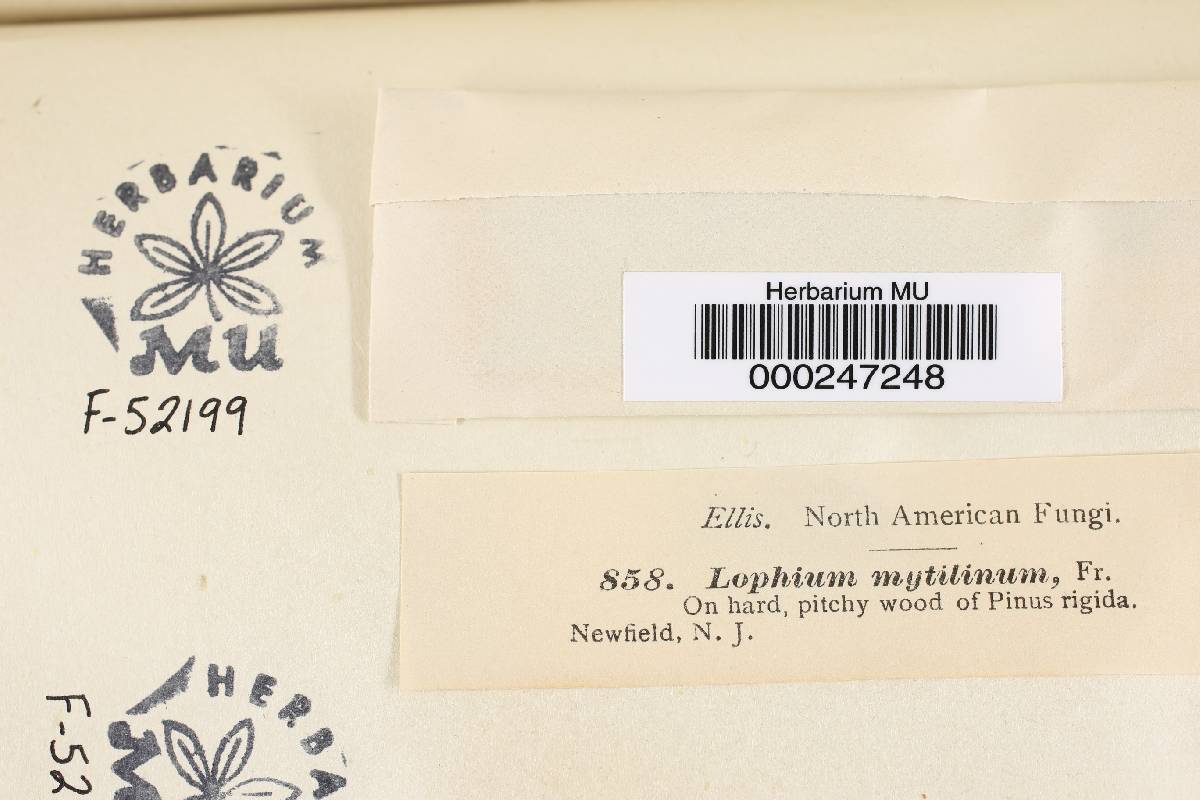 HERBARIUM
MU
F-52199
Herbarium MU
000247248
Ellis. North American Fungi.
858. Lophium mytilinum, Fr.
On hard, pitchy wood of Pinus rigida.
Newfield, N. J.
HERBA
M
F-52